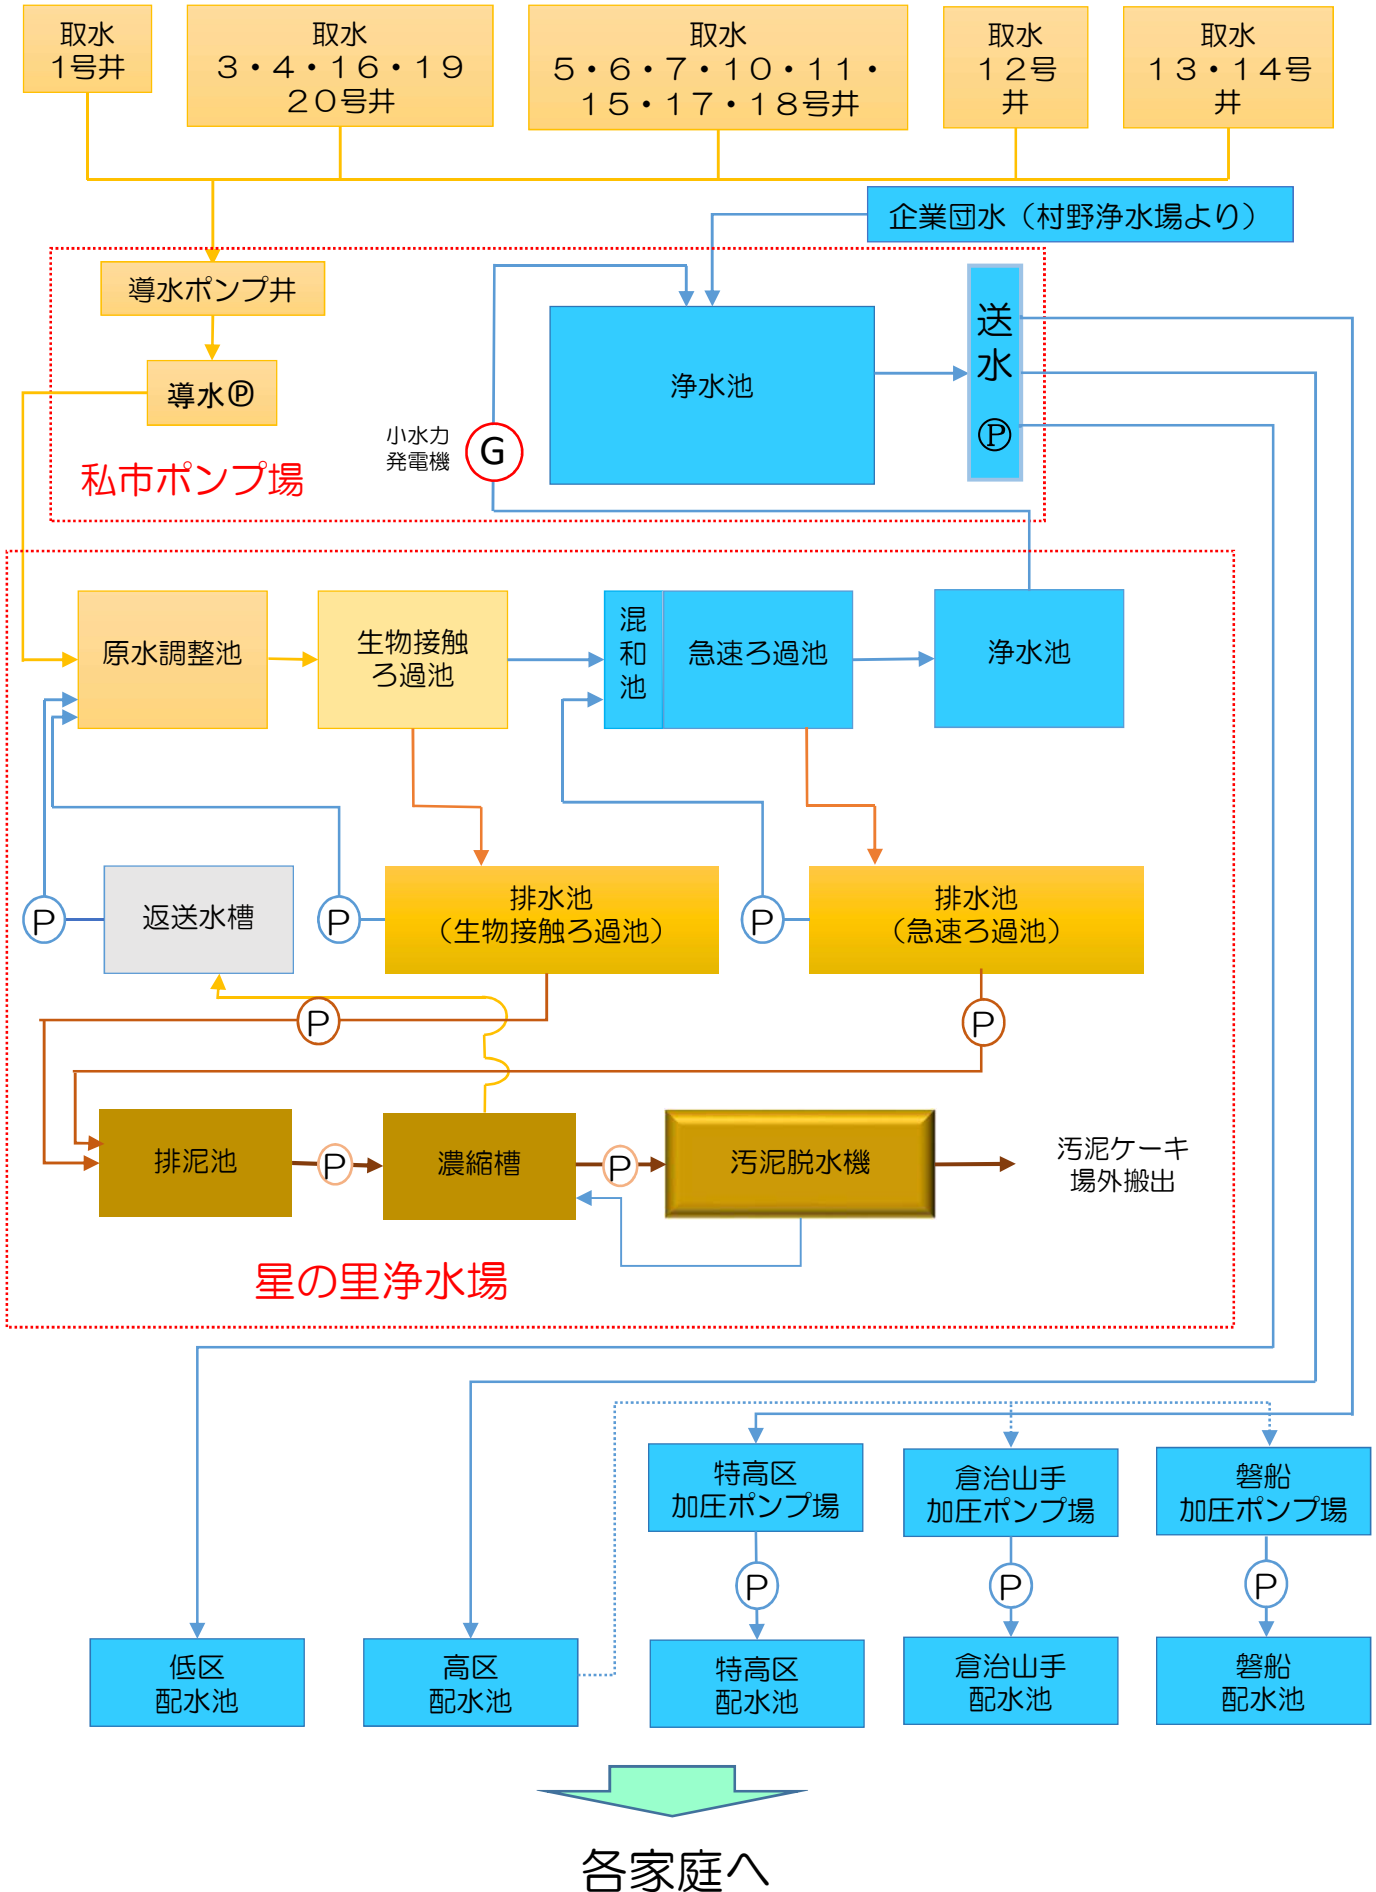 取水
1号井
取水
３・４・１６・１９
２０号井
取水
５・６・７・１０・１１・
１５・１７・１８号井
取水
１２号
井
取水
１３・１４号
井
企業団水（村野浄水場より）
導水ポンプ井
導水Ⓟ
私市ポンプ場
小水力
発電機
G
浄水池
送水 Ⓟ
原水調整池
生物接触
ろ過池
混和池
急速ろ過池
浄水池
P
返送水槽
P
排水池
（生物接触ろ過池）
P
排水池
（急速ろ過池）
P
P
排泥池
P
濃縮槽
P
汚泥脱水機
汚泥ケーキ
場外搬出
星の里浄水場
特高区
加圧ポンプ場
倉治山手
加圧ポンプ場
磐船
加圧ポンプ場
P
P
P
低区
配水池
高区
配水池
特高区
配水池
倉治山手
配水池
磐船
配水池
各家庭へ